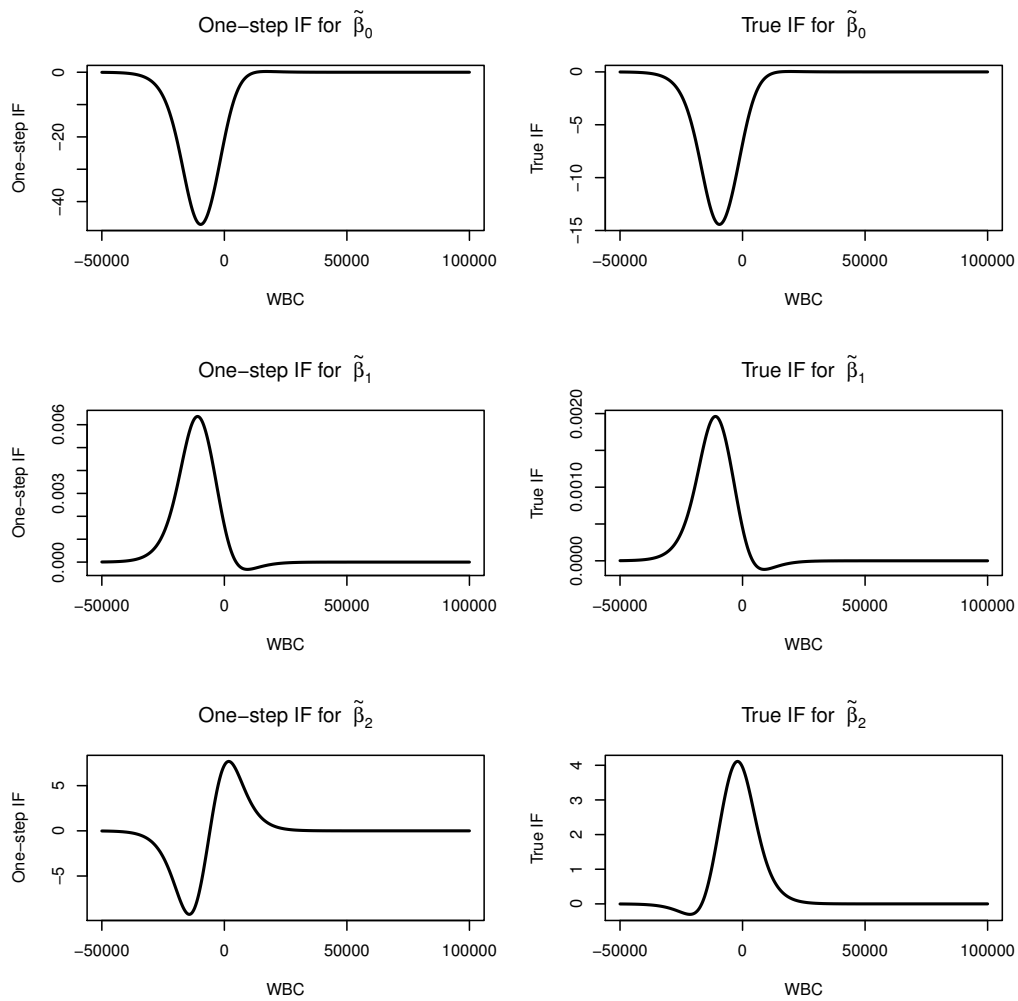 One−step IF for β̃0
True IF for β̃0
One−step IF
0
−20
−40
−50000 0 50000 100000
WBC
True IF
0
−5
−10
−15
−50000 0 50000 100000
WBC
One−step IF for β̃1
True IF for β̃1
One−step IF
0.006
0.003
0.000
−50000 0 50000 100000
WBC
True IF
0.0020
0.0010
0.0000
−50000 0 50000 100000
WBC
One−step IF for β̃2
True IF for β̃2
One−step IF
5
0
−5
−50000 0 50000 100000
WBC
True IF
4
3
2
1
0
−50000 0 50000 100000
WBC